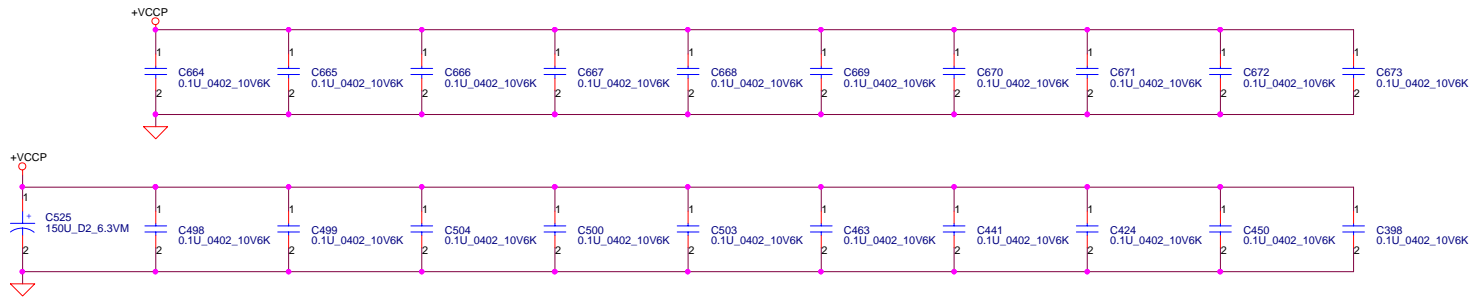 +VCCP
1 1 1 1 1 1 1 1 1 1
C664 C665 C666 C667 C668 C669 C670 C671 C672 C673
0.1U_0402_10V6K 0.1U_0402_10V6K 0.1U_0402_10V6K 0.1U_0402_10V6K 0.1U_0402_10V6K 0.1U_0402_10V6K 0.1U_0402_10V6K 0.1U_0402_10V6K 0.1U_0402_10V6K 0.1U_0402_10V6K
2 2 2 2 2 2 2 2 2 2
+VCCP
1
1 1 1 1 1 1 1 1 1 1
+ C525
150U_D2_6.3VM
C498 C499 C504 C500 C503 C463 C441 C424 C450 C398
0.1U_0402_10V6K 0.1U_0402_10V6K 0.1U_0402_10V6K 0.1U_0402_10V6K 0.1U_0402_10V6K 0.1U_0402_10V6K 0.1U_0402_10V6K 0.1U_0402_10V6K 0.1U_0402_10V6K 0.1U_0402_10V6K
2 2 2 2 2 2 2 2 2 2 2